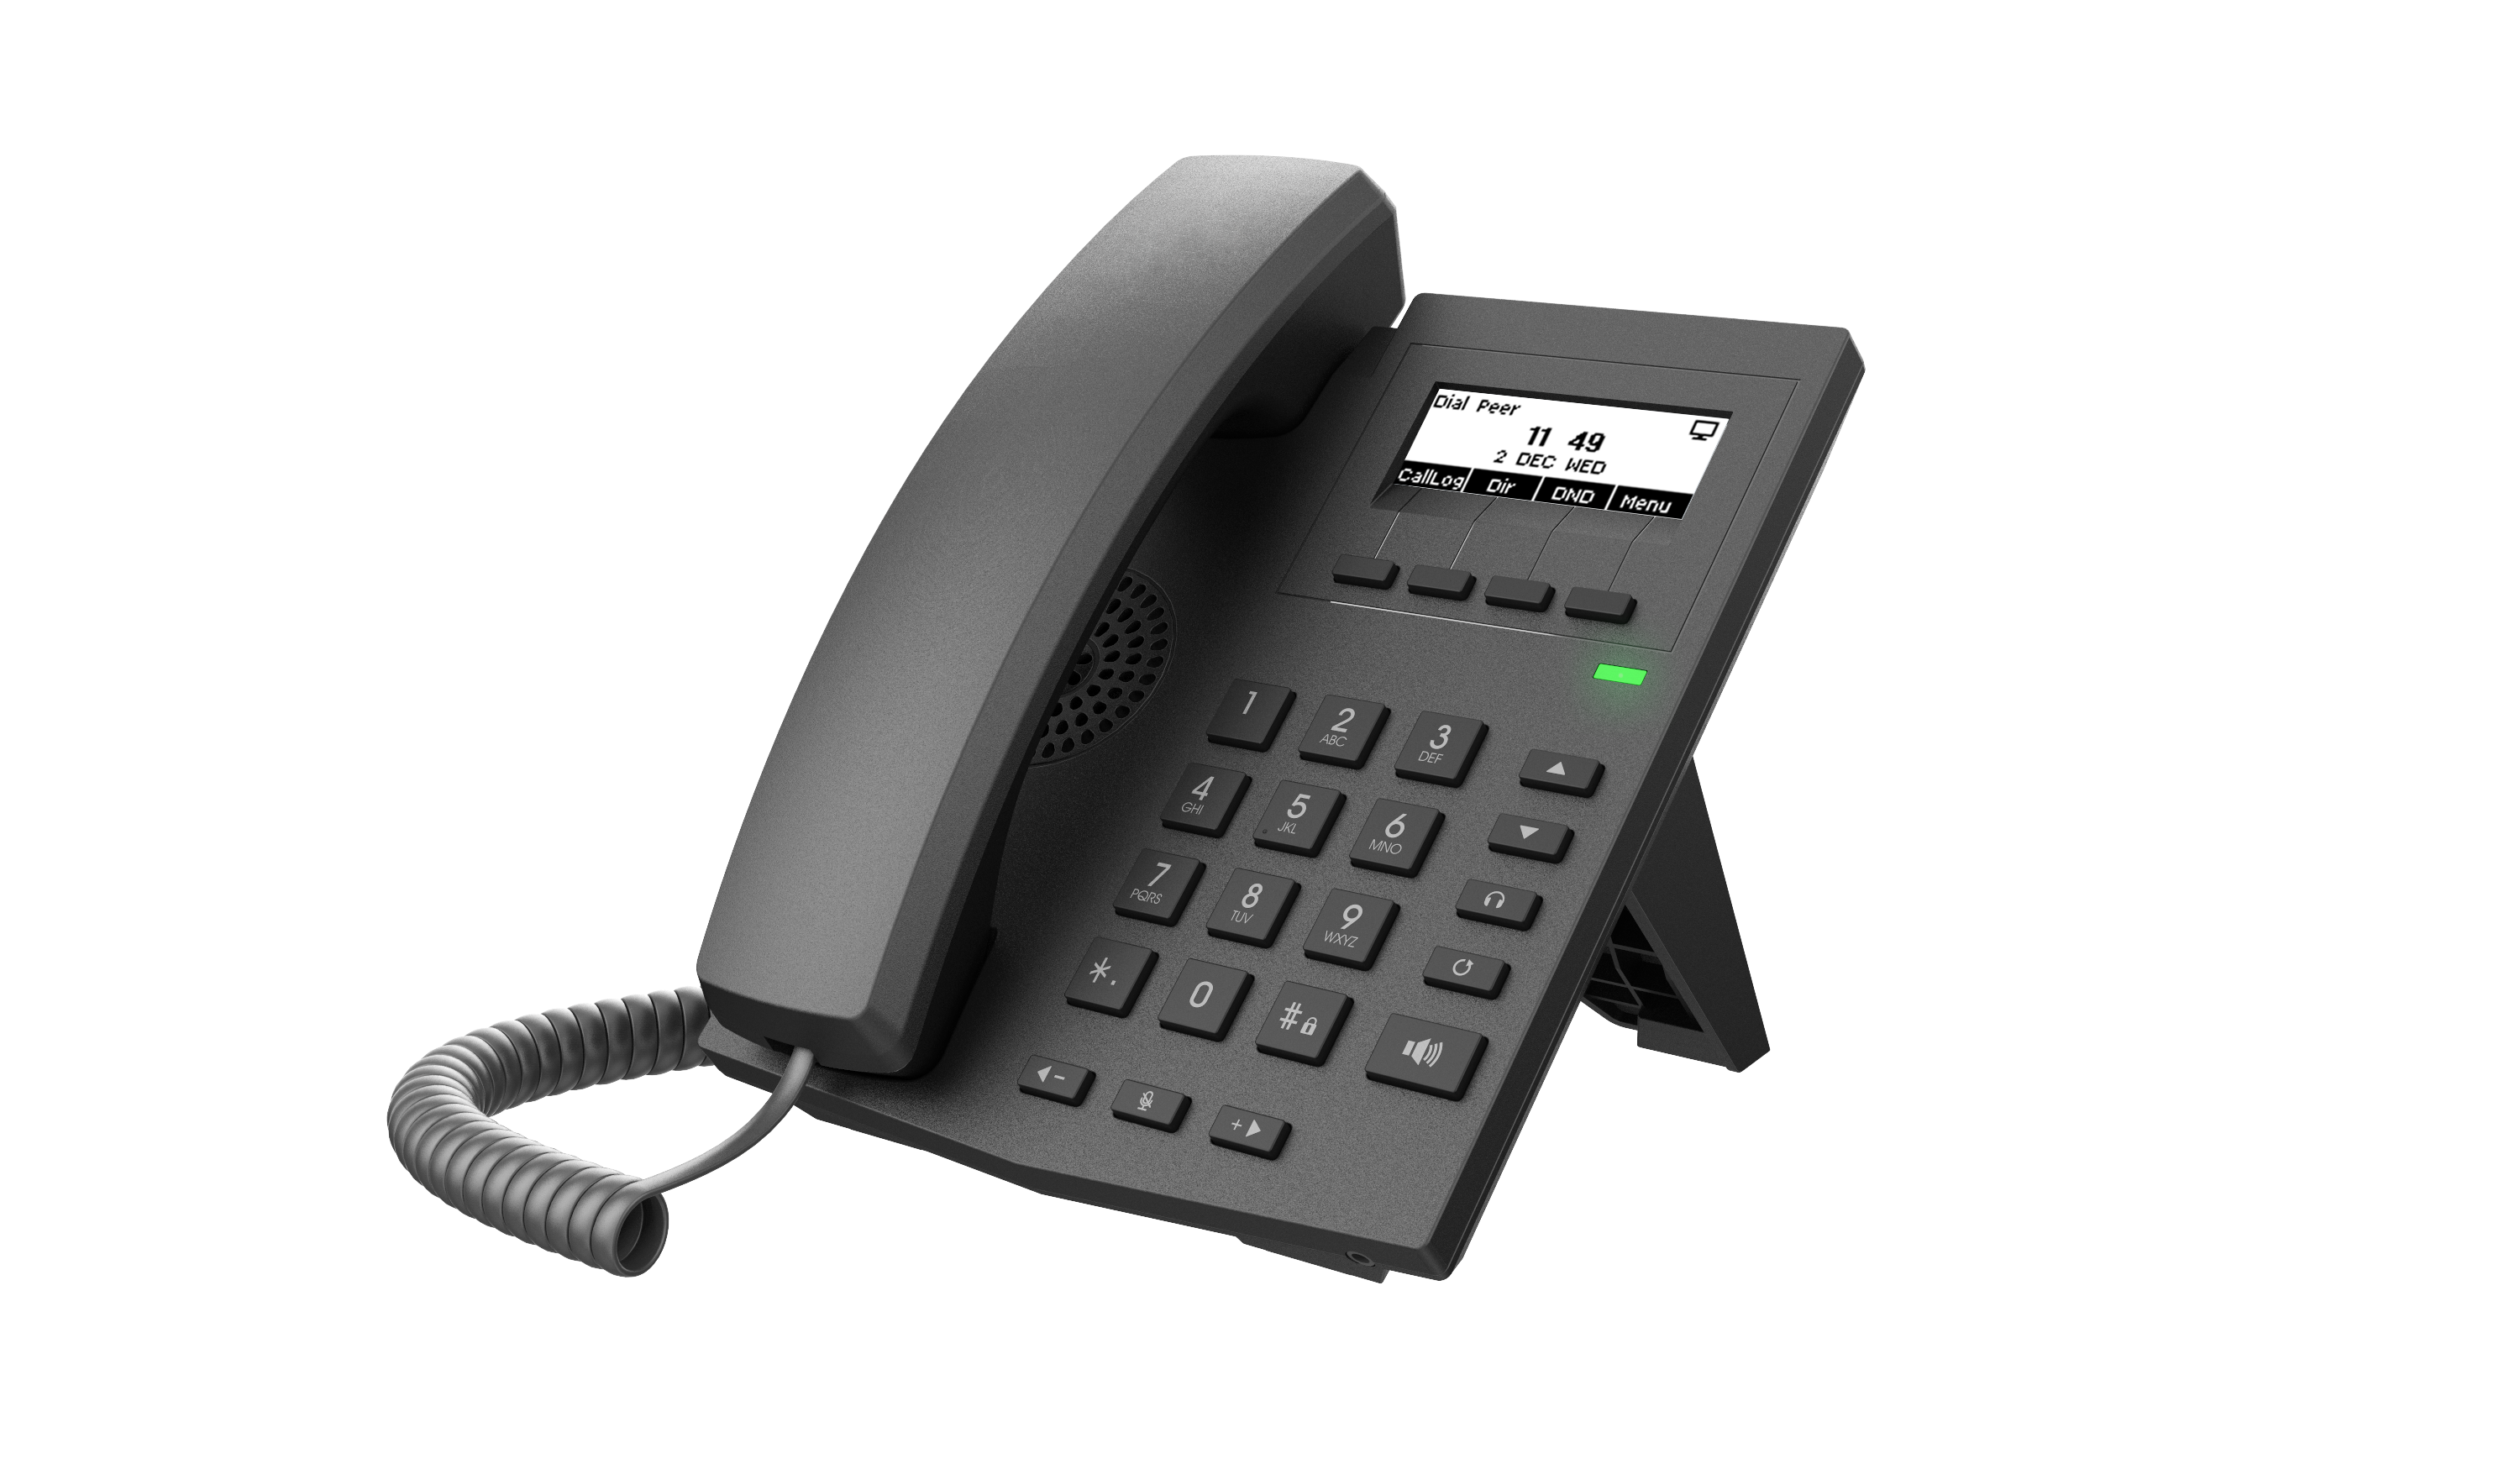 Dial Peer
11 49
2 DEC WED
CallLog Dir DND Menu
1
2 ABC
3 DEF
4 GHI
5 JKL
6 MNO
7 PQRS
8 TUV
9 WXYZ
*.
0
#
-
+